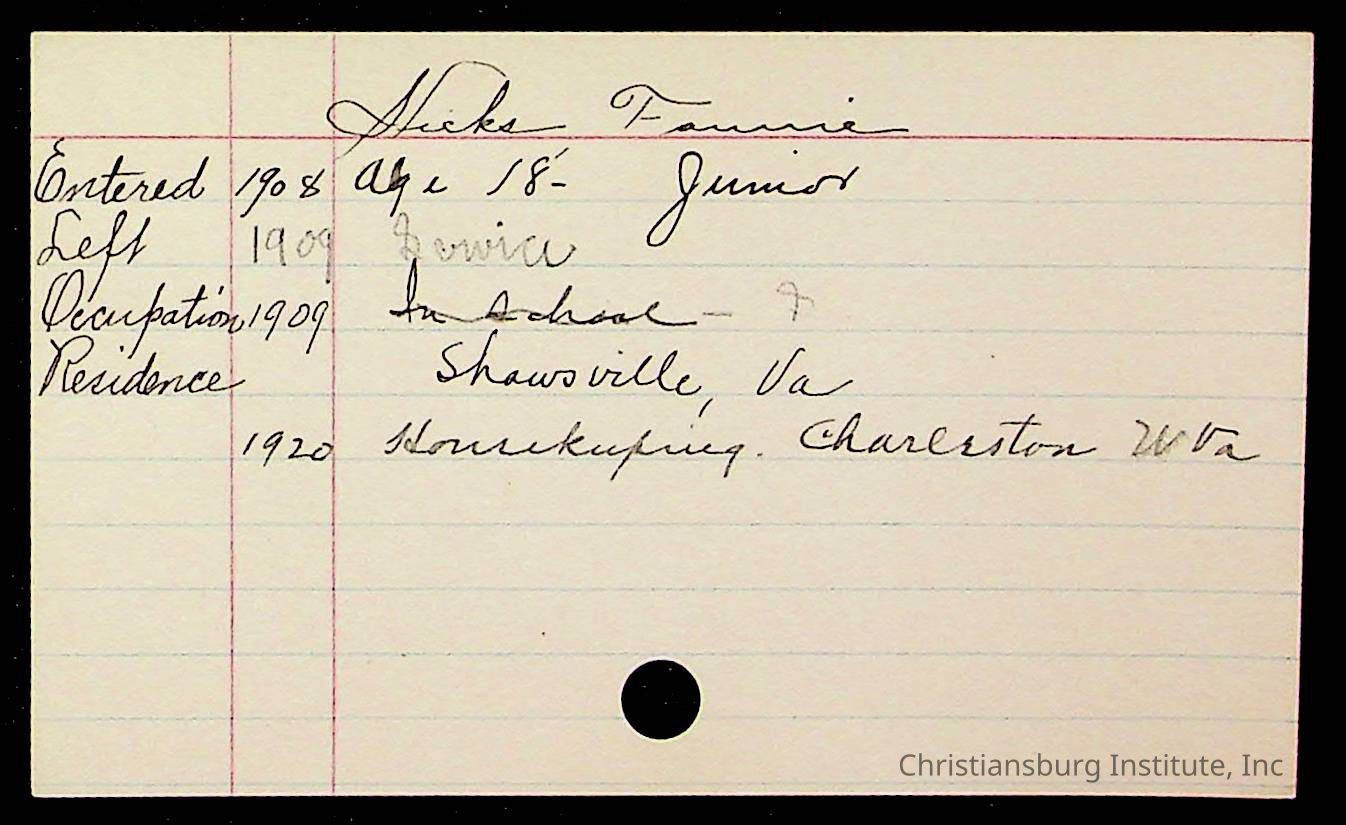 Hicks Fannie
Entered 1908 Age 18- Junior
Left 1909
Occupation 1909 In school -
Residence Shawsville, Va
1920 Housekeeping. Charleston W Va
Christiansburg Institute, Inc